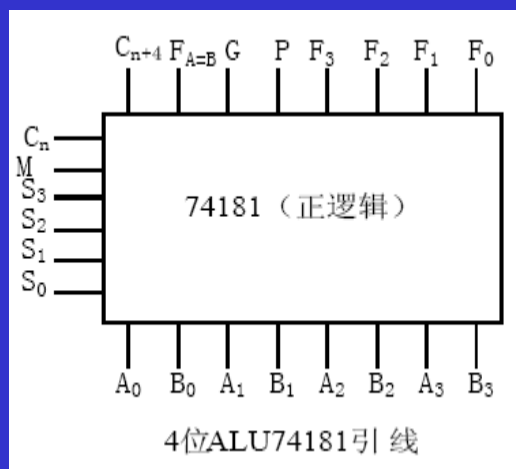 Cn+4 FA=B G P F3 F2 F1 F0
Cn
M
S3
S2
S1
S0
74181（正逻辑）
A0 B0 A1 B1 A2 B2 A3 B3
4位ALU74181引 线